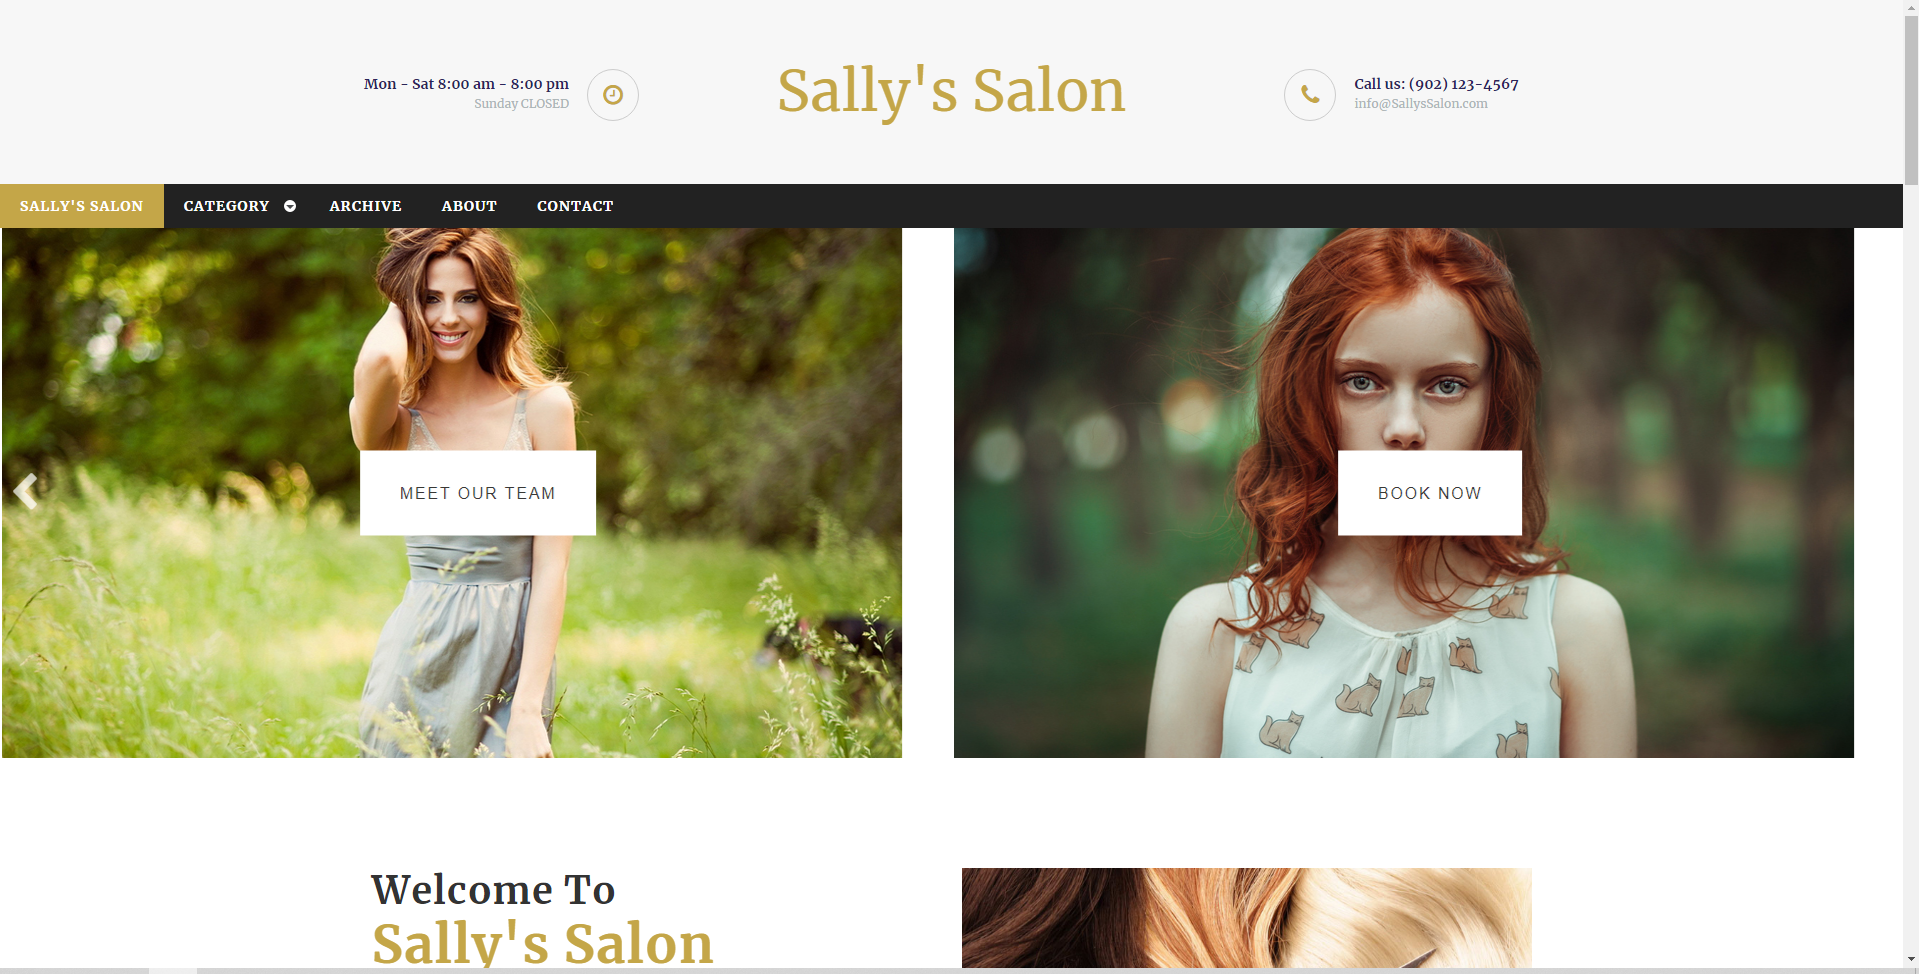 Mon - Sat 8:00 am - 8:00 pm
Sunday CLOSED
Sally's Salon
Call us: (902) 123-4567
info@SallysSalon.com
SALLY'S SALON CATEGORY ARCHIVE ABOUT CONTACT
MEET OUR TEAM
BOOK NOW
Welcome To
Sally's Salon